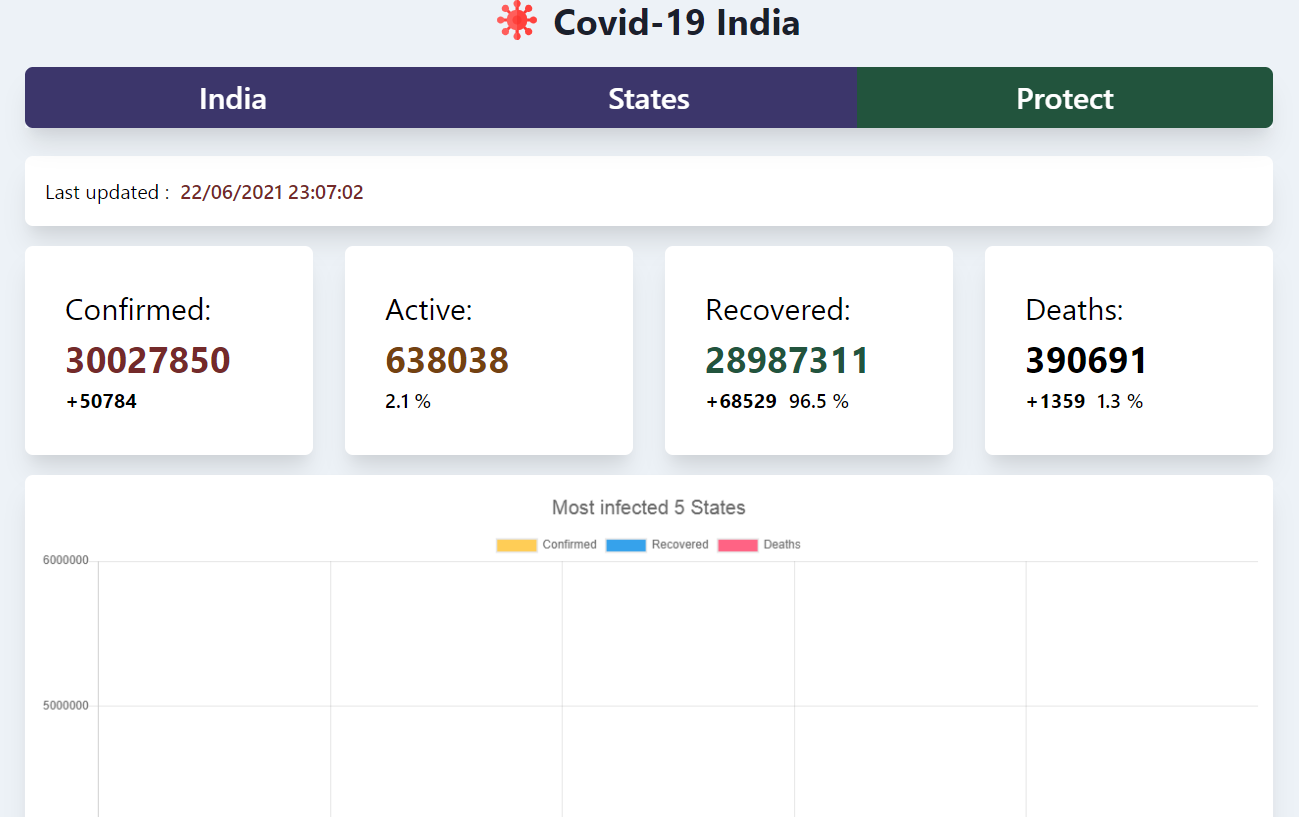 Covid-19 India
India States Protect
Last updated : 22/06/2021 23:07:02
Confirmed: Active: Recovered: Deaths:
30027850 638038 28987311 390691
+50784 2.1 % +68529 96.5 % +1359 1.3 %
Most infected 5 States
Confirmed Recovered Deaths
6000000
5000000